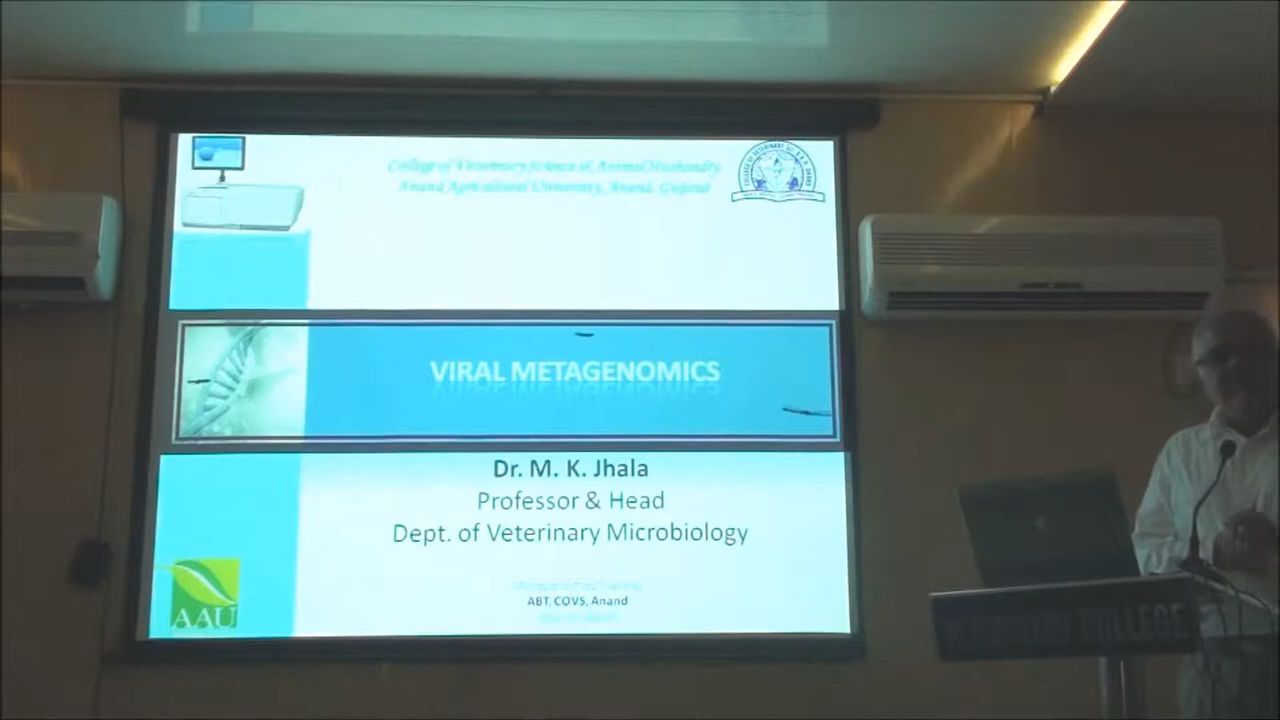 College of Veterinary Science & Animal Husbandry
Anand Agricultural University, Anand, Gujarat
VIRAL METAGENOMICS
Dr. M. K. Jhala
Professor & Head
Dept. of Veterinary Microbiology
ABT, COVS, Anand
AAU
COLLEGE